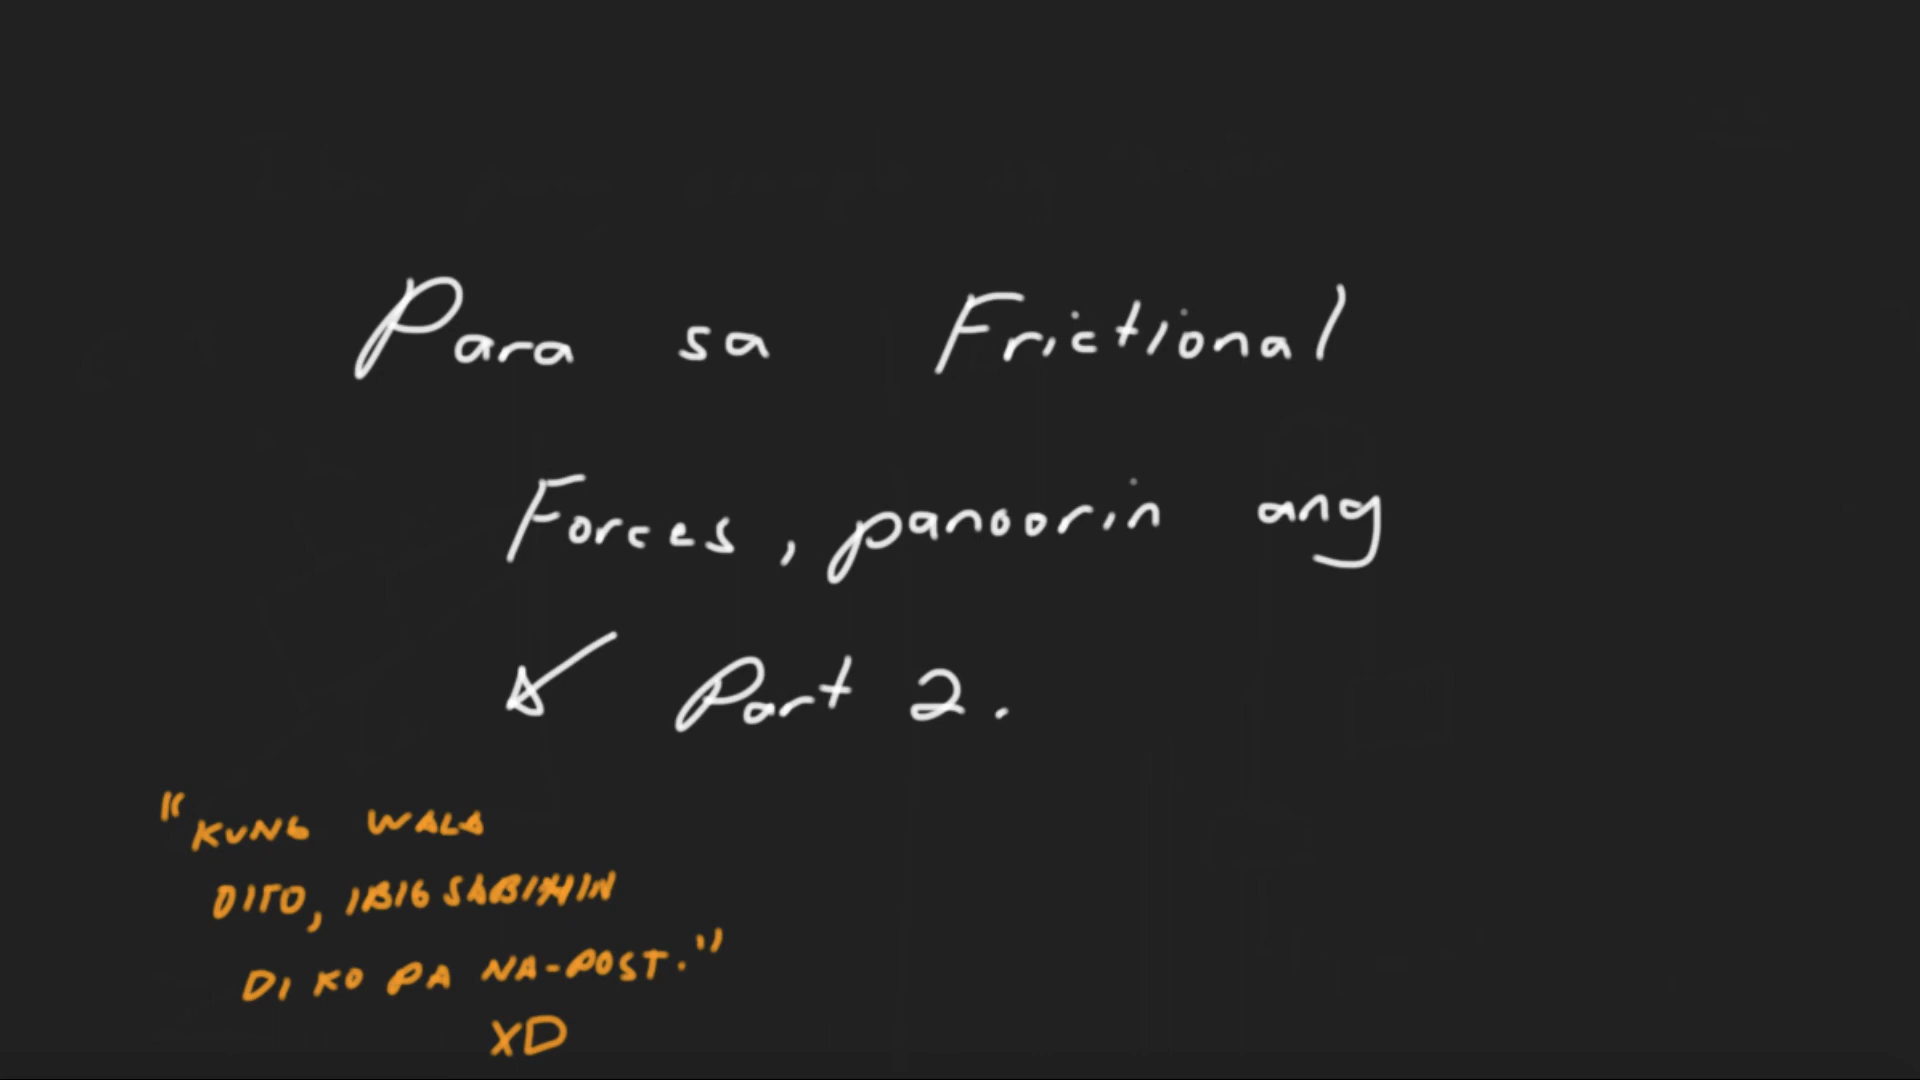 Para sa Frictional
Forces, panoorin ang
Part 2.
"KUNG WALA
DITO, IBIG SABIHIN
DI KO PA NA-POST."
XD